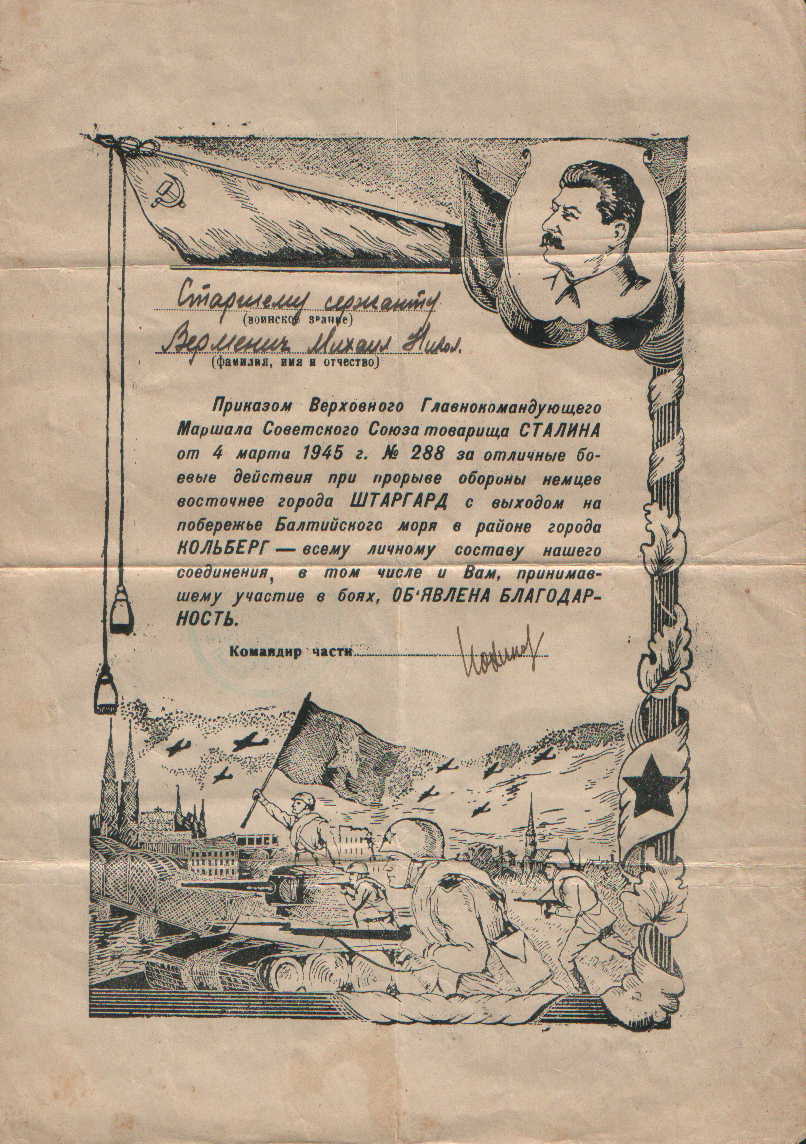 Старшему сержанту
(воинское звание)
Верменич Михаил Никол.
(фамилия, имя и отчество)
Приказом Верховного Главнокомандующего
Маршала Советского Союза товарища СТАЛИНА
от 4 марта 1945 г. № 288 за отличные бо-
евые действия при прорыве обороны немцев
восточнее города ШТАРГАРД с выходом на
побережье Балтийского моря в районе города
КОЛЬБЕРГ — всему личному составу нашего
соединения, в том числе и Вам, принимав-
шему участие в боях, ОБ'ЯВЛЕНА БЛАГОДАР-
НОСТЬ.
Командир части